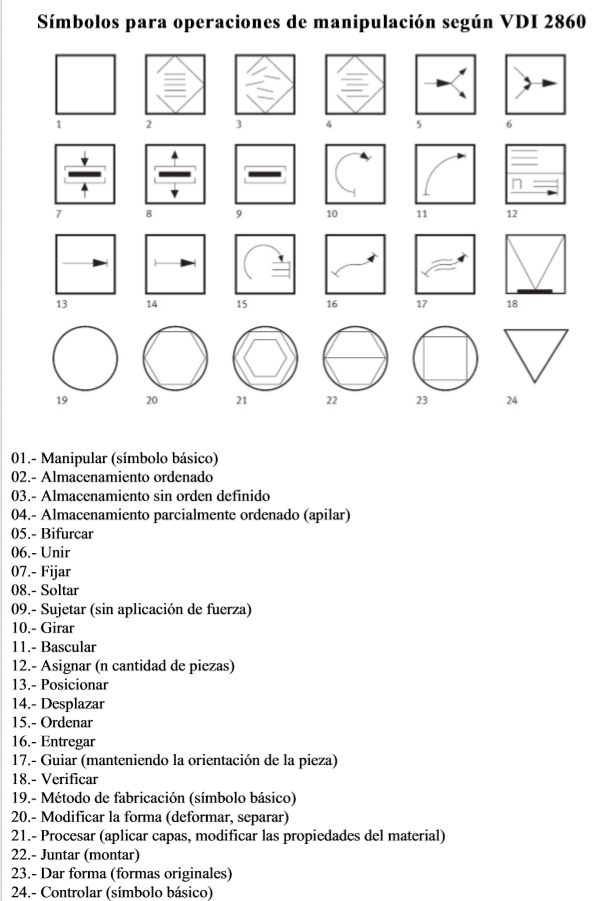 Símbolos para operaciones de manipulación según VDI 2860
1 2 3 4 5 6
7 8 9 10 11 n 12
13 14 15 16 17 18
19 20 21 22 23 24
01.- Manipular (símbolo básico)
02.- Almacenamiento ordenado
03.- Almacenamiento sin orden definido
04.- Almacenamiento parcialmente ordenado (apilar)
05.- Bifurcar
06.- Unir
07.- Fijar
08.- Soltar
09.- Sujetar (sin aplicación de fuerza)
10.- Girar
11.- Bascular
12.- Asignar (n cantidad de piezas)
13.- Posicionar
14.- Desplazar
15.- Ordenar
16.- Entregar
17.- Guiar (manteniendo la orientación de la pieza)
18.- Verificar
19.- Método de fabricación (símbolo básico)
20.- Modificar la forma (deformar, separar)
21.- Procesar (aplicar capas, modificar las propiedades del material)
22.- Juntar (montar)
23.- Dar forma (formas originales)
24.- Controlar (símbolo básico)